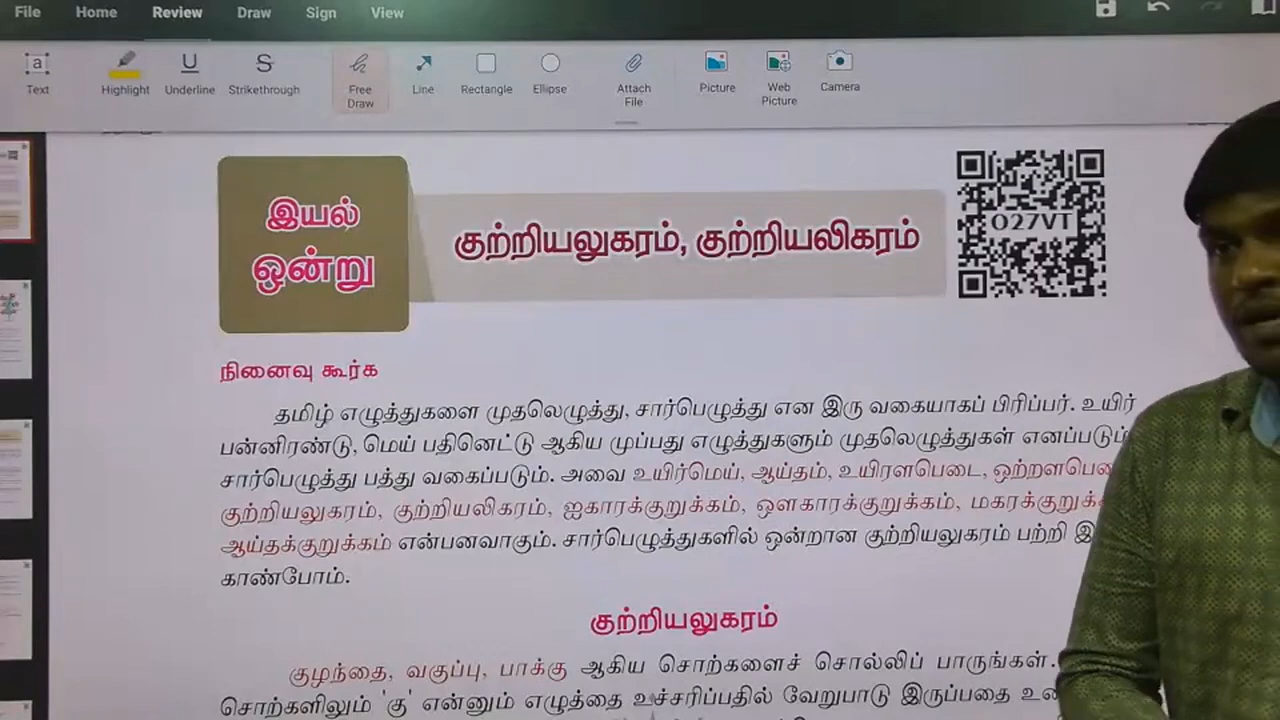 File Home Review Draw Sign View
Text Highlight Underline Strikethrough Free Draw Line Rectangle Ellipse Attach File Picture Web Picture Camera
இயல்
ஒன்று
குற்றியலுகரம், குற்றியலிகரம்
O27VT
நினைவு கூர்க
தமிழ் எழுத்துகளை முதலெழுத்து, சார்பெழுத்து என இரு வகையாகப் பிரிப்பர். உயிர்
பன்னிரண்டு, மெய் பதினெட்டு ஆகிய முப்பது எழுத்துகளும் முதலெழுத்துகள் எனப்படும்
சார்பெழுத்து பத்து வகைப்படும். அவை உயிர்மெய், ஆய்தம், உயிரளபெடை,
குற்றியலுகரம், குற்றியலிகரம், ஐகாரக்குறுக்கம், ஔகாரக்குறுக்கம்,
ஆய்தக்குறுக்கம் என்பனவாகும். சார்பெழுத்துகளில் ஒன்றான குற்றியலுகரம் பற்றி
காண்போம்.
குற்றியலுகரம்
குழந்தை, வகுப்பு, பாக்கு ஆகிய சொற்களைச் சொல்லிப் பாருங்கள்.
சொற்களிலும் 'கு' என்னும் எழுத்தை உச்சரிப்பதில் வேறுபாடு இருப்பதை